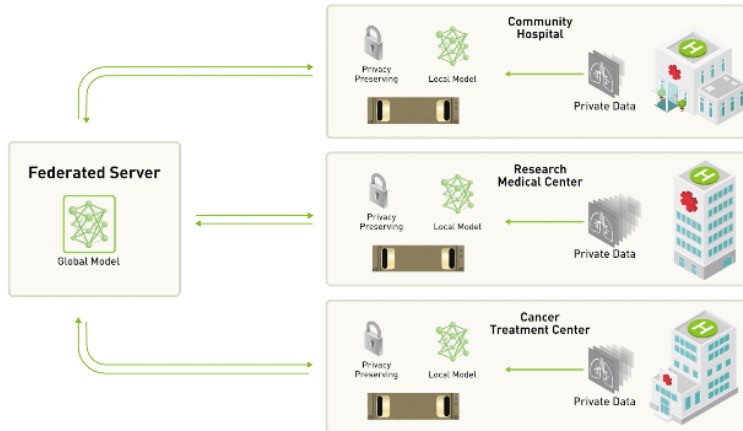 Community
Hospital
Privacy
Preserving
Local Model
Private Data
H
Federated Server
Global Model
Research
Medical Center
Privacy
Preserving
Local Model
Private Data
H
Cancer
Treatment Center
Privacy
Preserving
Local Model
Private Data
H